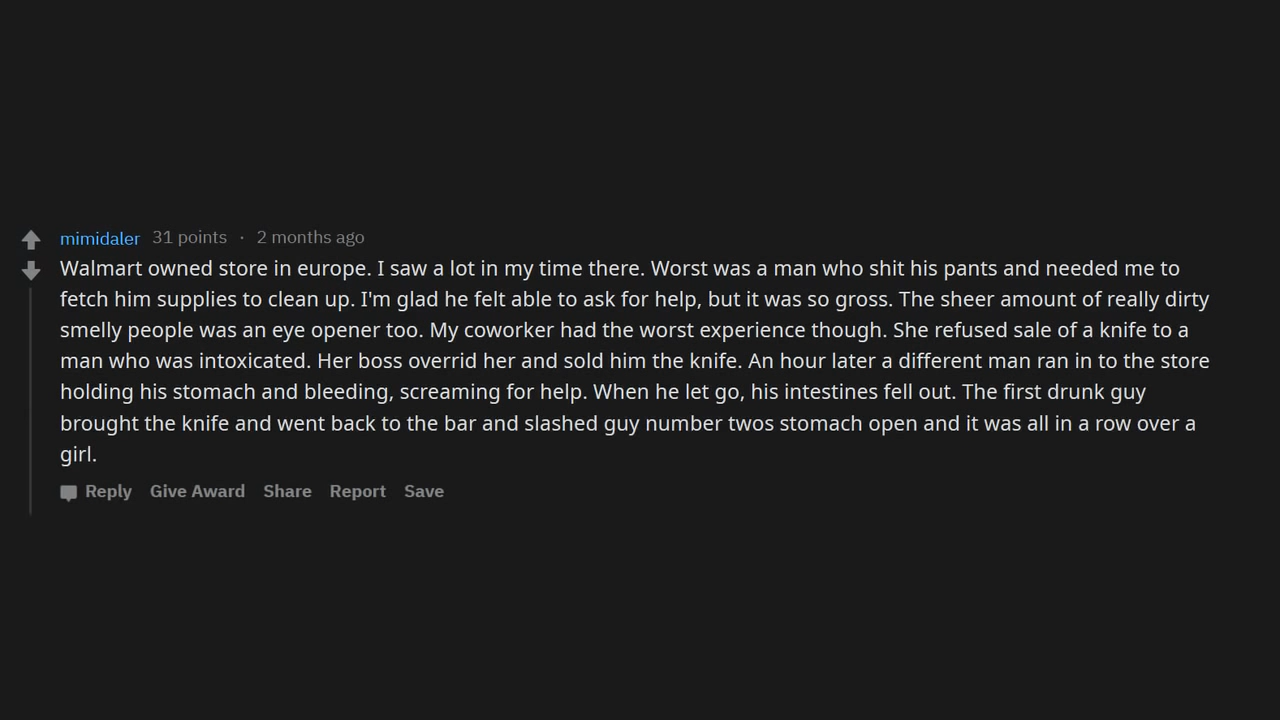 mimidaler 31 points · 2 months ago
Walmart owned store in europe. I saw a lot in my time there. Worst was a man who shit his pants and needed me to
fetch him supplies to clean up. I'm glad he felt able to ask for help, but it was so gross. The sheer amount of really dirty
smelly people was an eye opener too. My coworker had the worst experience though. She refused sale of a knife to a
man who was intoxicated. Her boss overrid her and sold him the knife. An hour later a different man ran in to the store
holding his stomach and bleeding, screaming for help. When he let go, his intestines fell out. The first drunk guy
brought the knife and went back to the bar and slashed guy number twos stomach open and it was all in a row over a
girl.
Reply Give Award Share Report Save